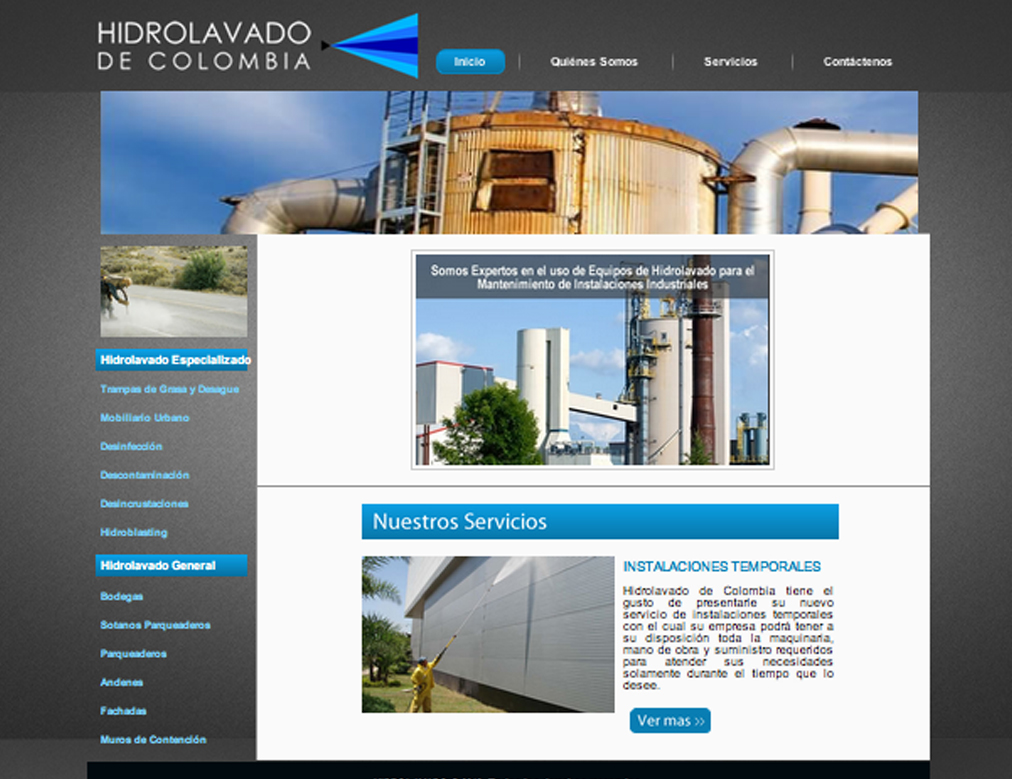 HIDROLAVADO
DE COLOMBIA
Inicio
Quiénes Somos
Servicios
Contáctenos
Somos Expertos en el uso de Equipos de Hidrolavado para el
Mantenimiento de Instalaciones Industriales
Hidrolavado Especializado
Trampas de Grasa y Desague
Mobiliario Urbano
Desinfección
Descontaminación
Desincrustaciones
Hidroblasting
Hidrolavado General
Bodegas
Sotanos Parqueaderos
Parqueaderos
Andenes
Fachadas
Muros de Contención
Nuestros Servicios
INSTALACIONES TEMPORALES
Hidrolavado de Colombia tiene el
gusto de presentarle su nuevo
servicio de instalaciones temporales
con el cual su empresa podrá tener a
su disposición toda la maquinaria,
mano de obra y suministro requeridos
para atender sus necesidades
solamente durante el tiempo que lo
desee.
Ver mas >>